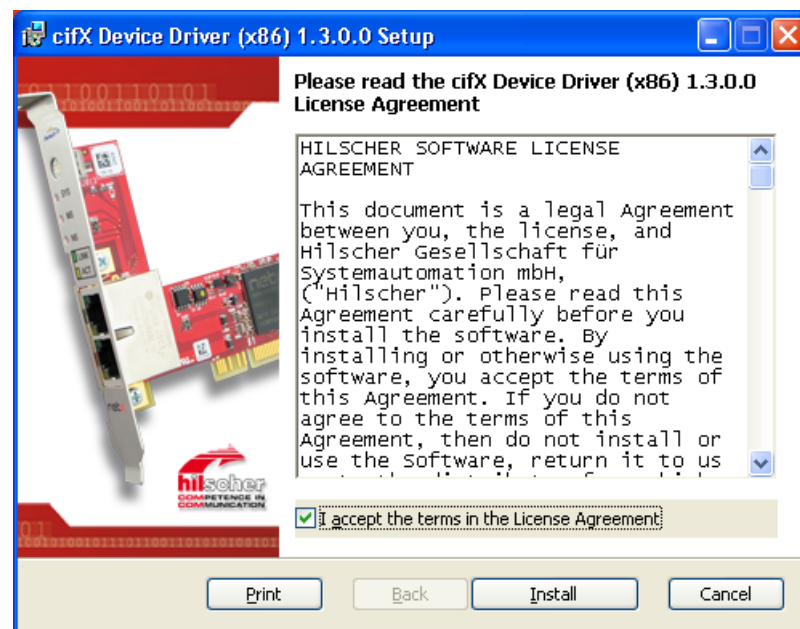 cifX Device Driver (x86) 1.3.0.0 Setup
Please read the cifX Device Driver (x86) 1.3.0.0
License Agreement
HILSCHER SOFTWARE LICENSE
AGREEMENT
This document is a legal Agreement
between you, the license, and
Hilscher Gesellschaft für
Systemautomation mbH,
("Hilscher"). Please read this
Agreement carefully before you
install the software. By
installing or otherwise using the
software, you accept the terms of
this Agreement. If you do not
agree to the terms of this
Agreement, then do not install or
use the Software, return it to us
SYS
LINK
ACT
hilscher
COMPETENCE IN
COMMUNICATION
I accept the terms in the License Agreement
Print
Back
Install
Cancel